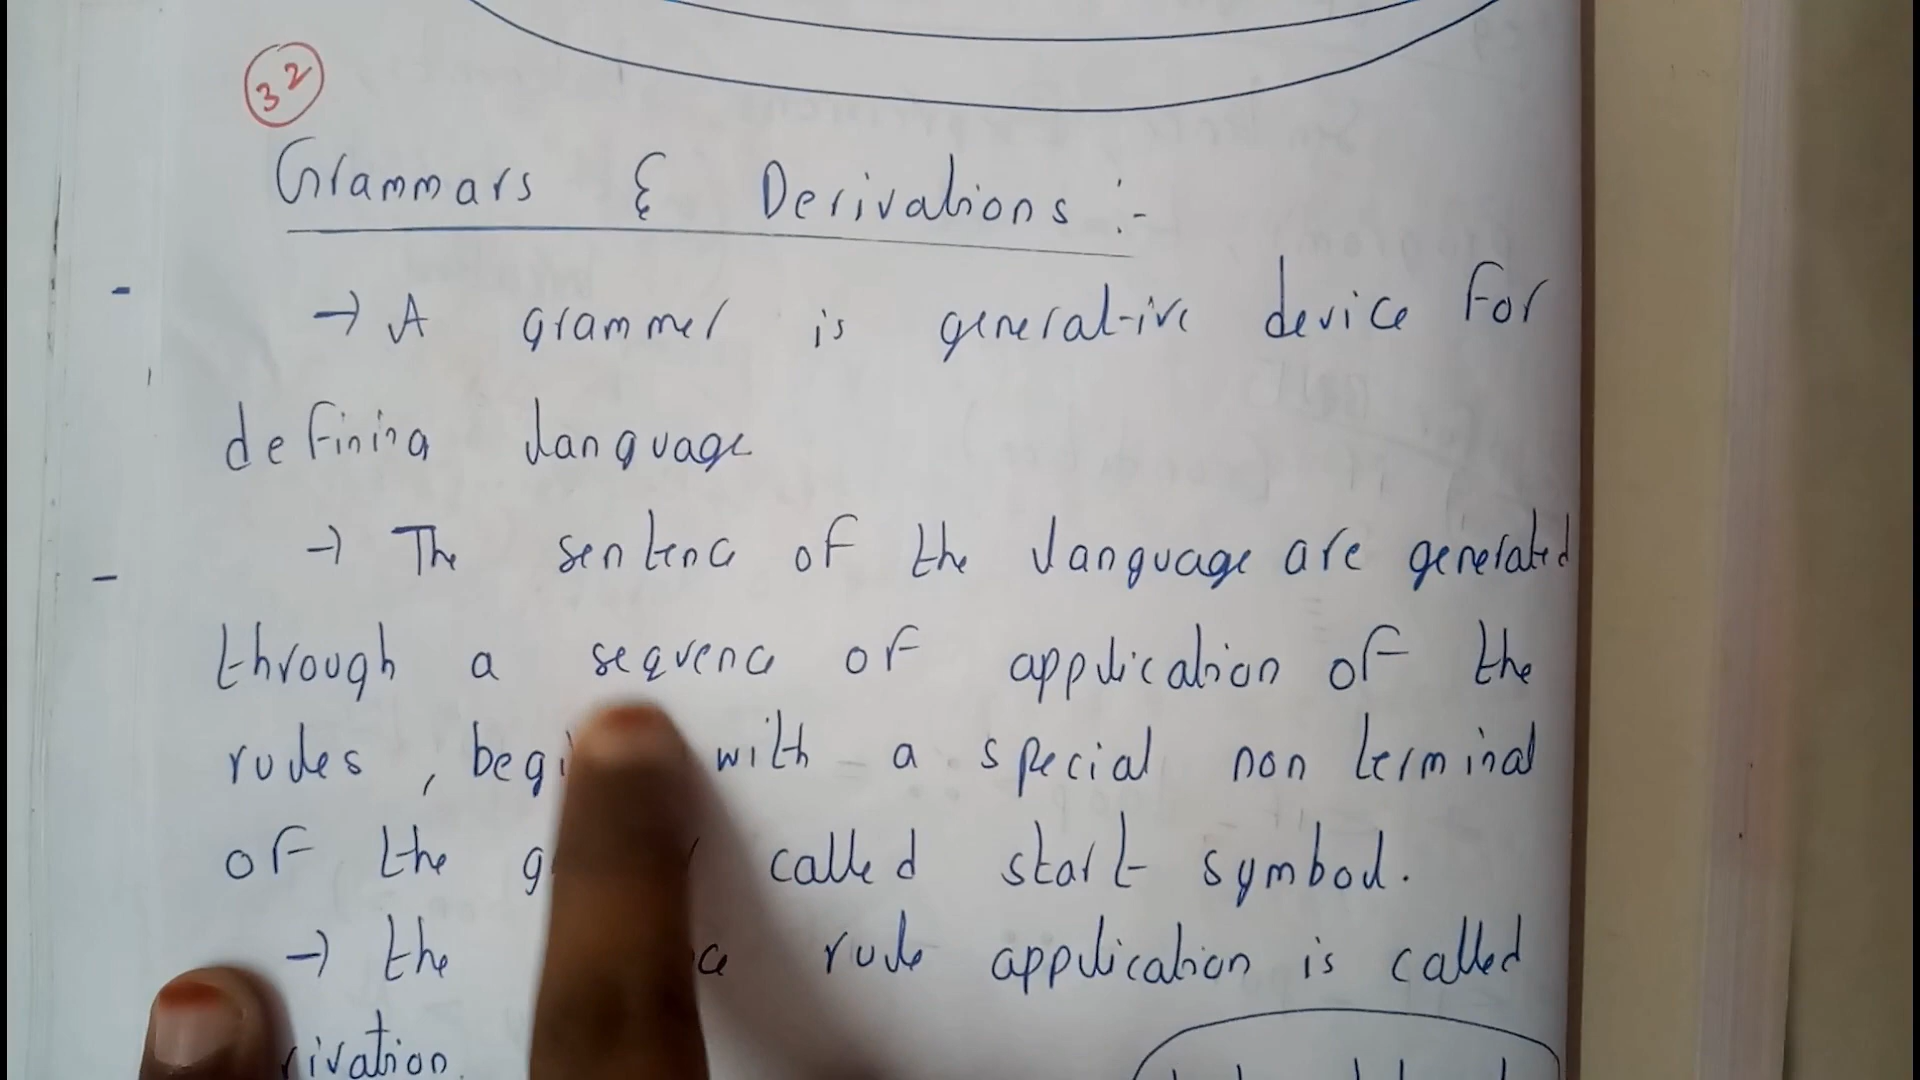 32
Grammars & Derivations :-
→ A grammer is generat-ive device for
defining language
→ The sentence of the language are generated
through a sequence of application of the
rules, with a special non terminal
of the called start symbol.
→ the rule application is called